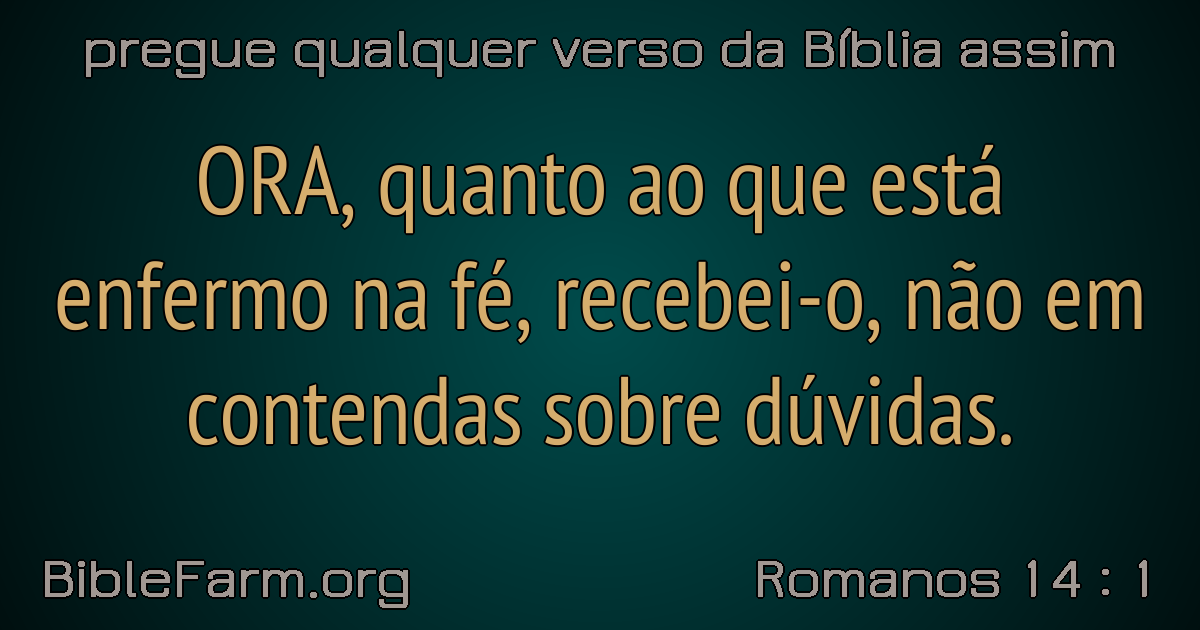 pregue qualquer verso da Bíblia assim
ORA, quanto ao que está
enfermo na fé, recebei-o, não em
contendas sobre dúvidas.
BibleFarm.org
Romanos 14 : 1